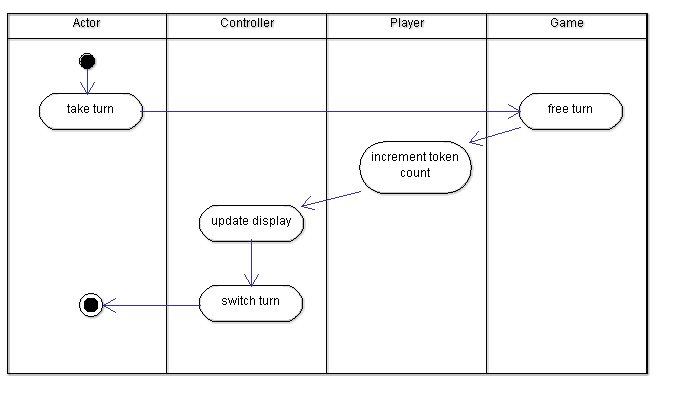 Actor
Controller
Player
Game
take turn
free turn
increment token
count
update display
switch turn